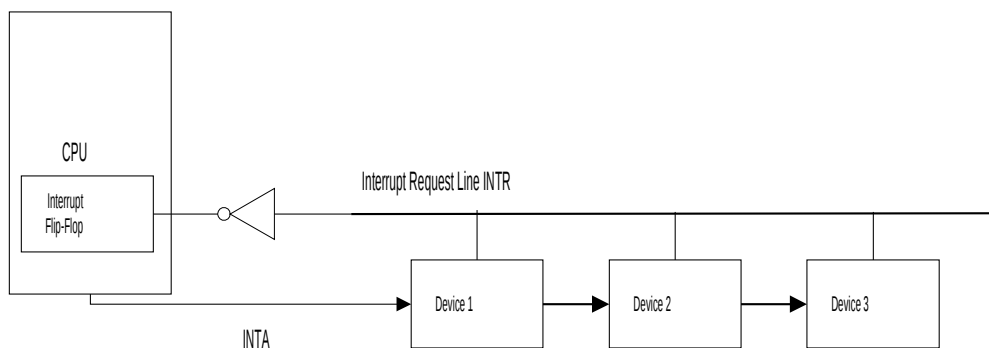 CPU
Interrupt
Flip-Flop
Interrupt Request Line INTR
Device 1
Device 2
Device 3
INTA